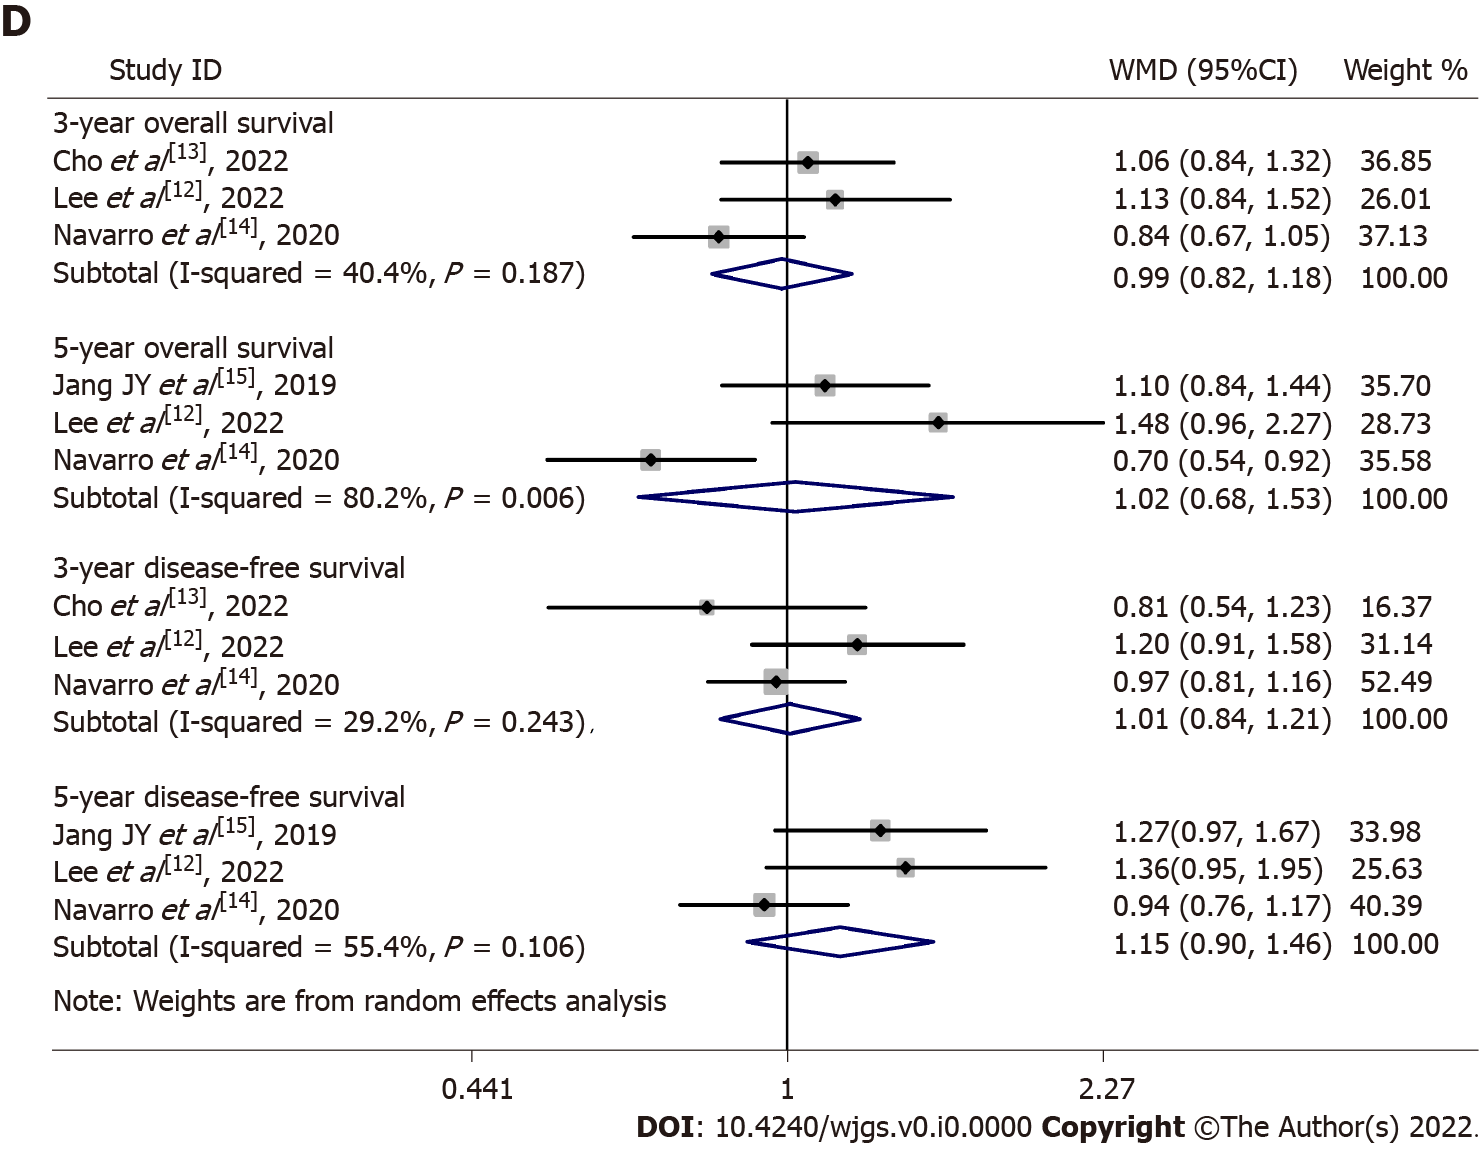 D
Study ID WMD (95%CI) Weight %
3-year overall survival
Cho et al[13], 2022 1.06 (0.84, 1.32) 36.85
Lee et al[12], 2022 1.13 (0.84, 1.52) 26.01
Navarro et al[14], 2020 0.84 (0.67, 1.05) 37.13
Subtotal (I-squared = 40.4%, P = 0.187) 0.99 (0.82, 1.18) 100.00
5-year overall survival
Jang JY et al[15], 2019 1.10 (0.84, 1.44) 35.70
Lee et al[12], 2022 1.48 (0.96, 2.27) 28.73
Navarro et al[14], 2020 0.70 (0.54, 0.92) 35.58
Subtotal (I-squared = 80.2%, P = 0.006) 1.02 (0.68, 1.53) 100.00
3-year disease-free survival
Cho et al[13], 2022 0.81 (0.54, 1.23) 16.37
Lee et al[12], 2022 1.20 (0.91, 1.58) 31.14
Navarro et al[14], 2020 0.97 (0.81, 1.16) 52.49
Subtotal (I-squared = 29.2%, P = 0.243), 1.01 (0.84, 1.21) 100.00
5-year disease-free survival
Jang JY et al[15], 2019 1.27(0.97, 1.67) 33.98
Lee et al[12], 2022 1.36(0.95, 1.95) 25.63
Navarro et al[14], 2020 0.94 (0.76, 1.17) 40.39
Subtotal (I-squared = 55.4%, P = 0.106) 1.15 (0.90, 1.46) 100.00
Note: Weights are from random effects analysis
0.441 1 2.27
DOI: 10.4240/wjgs.v0.i0.0000 Copyright ©The Author(s) 2022.